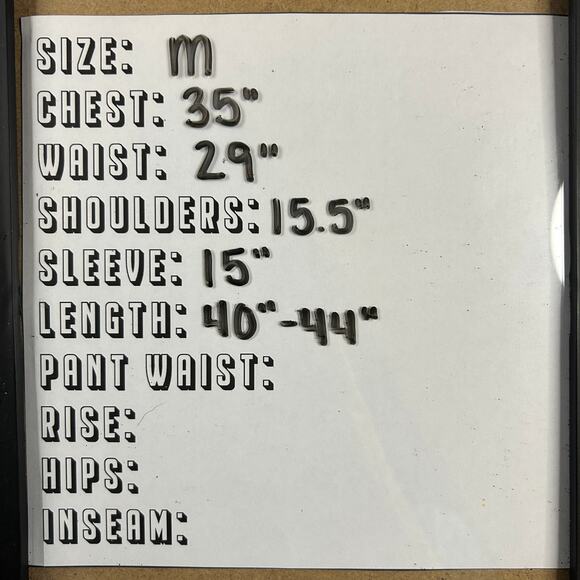 SIZE: M
CHEST: 35"
WAIST: 29"
SHOULDERS: 15.5"
SLEEVE: 15"
LENGTH: 40"-44"
PANT WAIST:
RISE:
HIPS:
INSEAM: